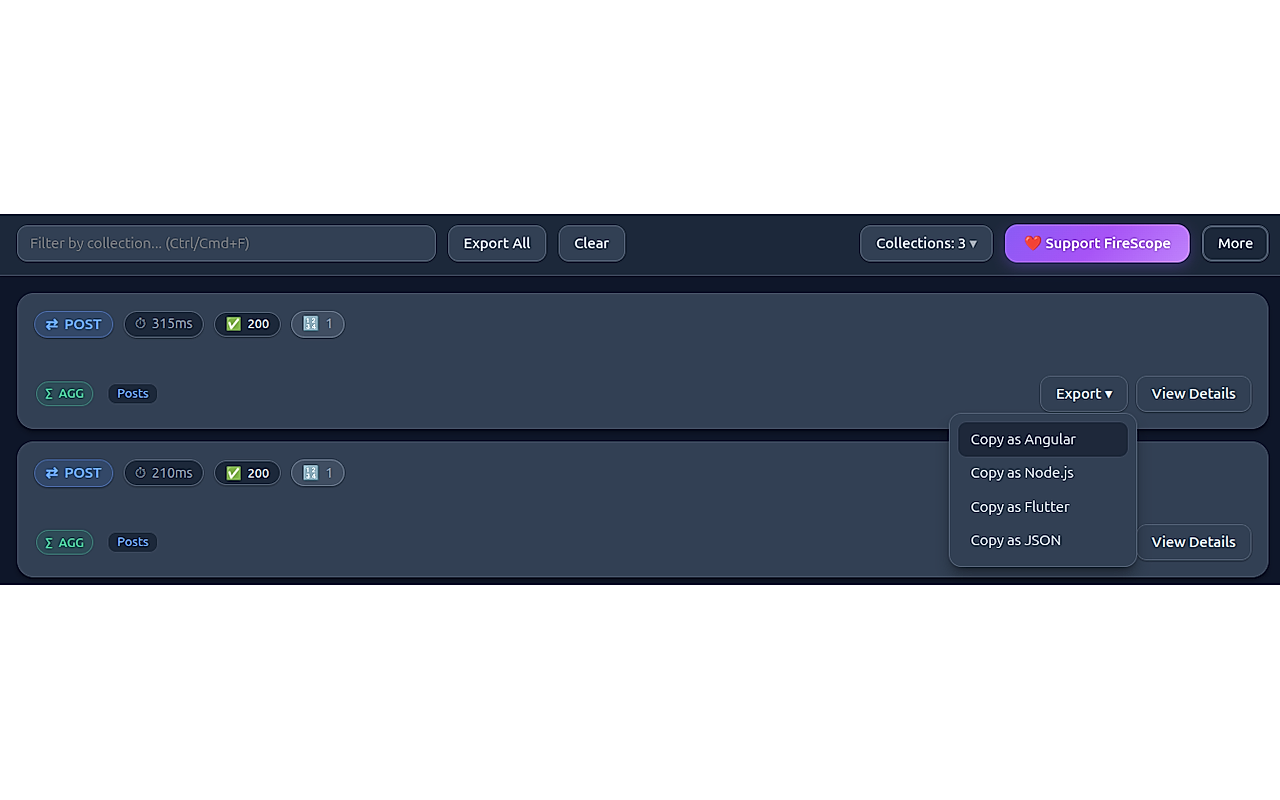 Filter by collection... (Ctrl/Cmd+F) Export All Clear Collections: 3 ▾ ❤️ Support FireScope More
⇄ POST ⏱ 315ms ✅ 200 🔢 1
∑ AGG Posts Export ▾ View Details
Copy as Angular
Copy as Node.js
Copy as Flutter
Copy as JSON
⇄ POST ⏱ 210ms ✅ 200 🔢 1
∑ AGG Posts View Details